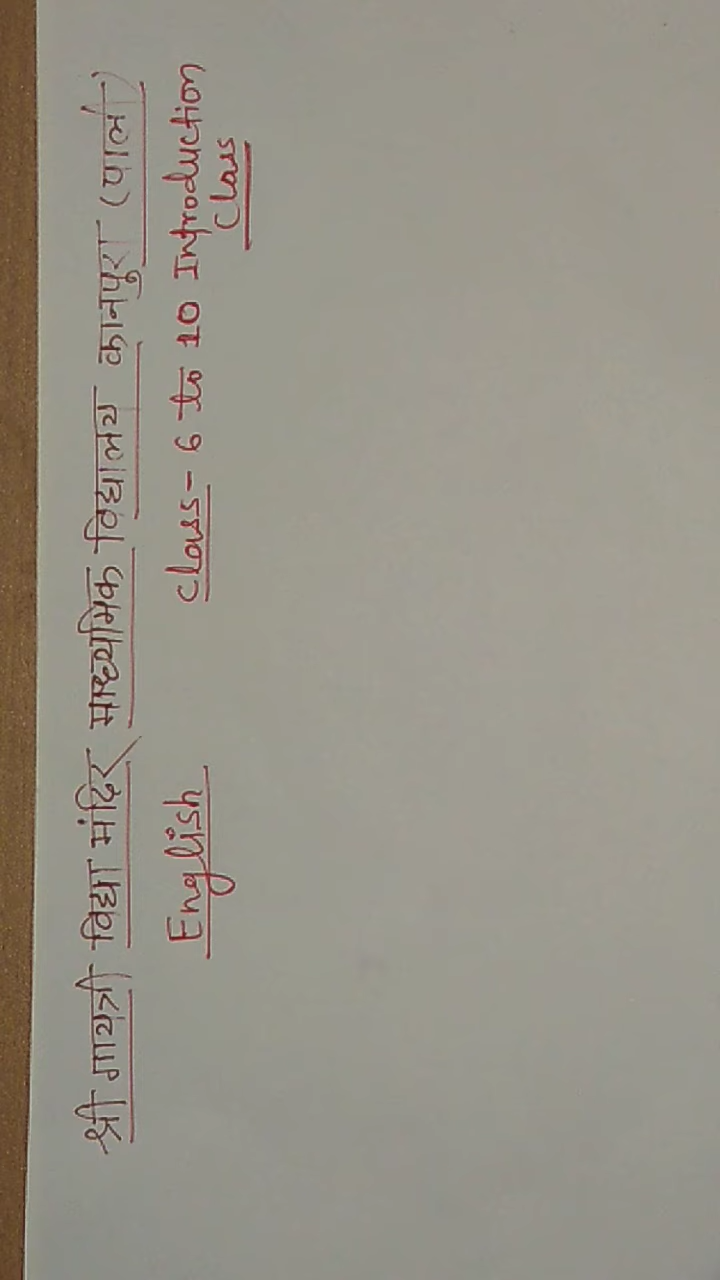 श्री गायत्री विद्या मंदिर माध्यमिक विद्यालय कानपुरा (पाली)
English Class - 6 to 10 Introduction
Class